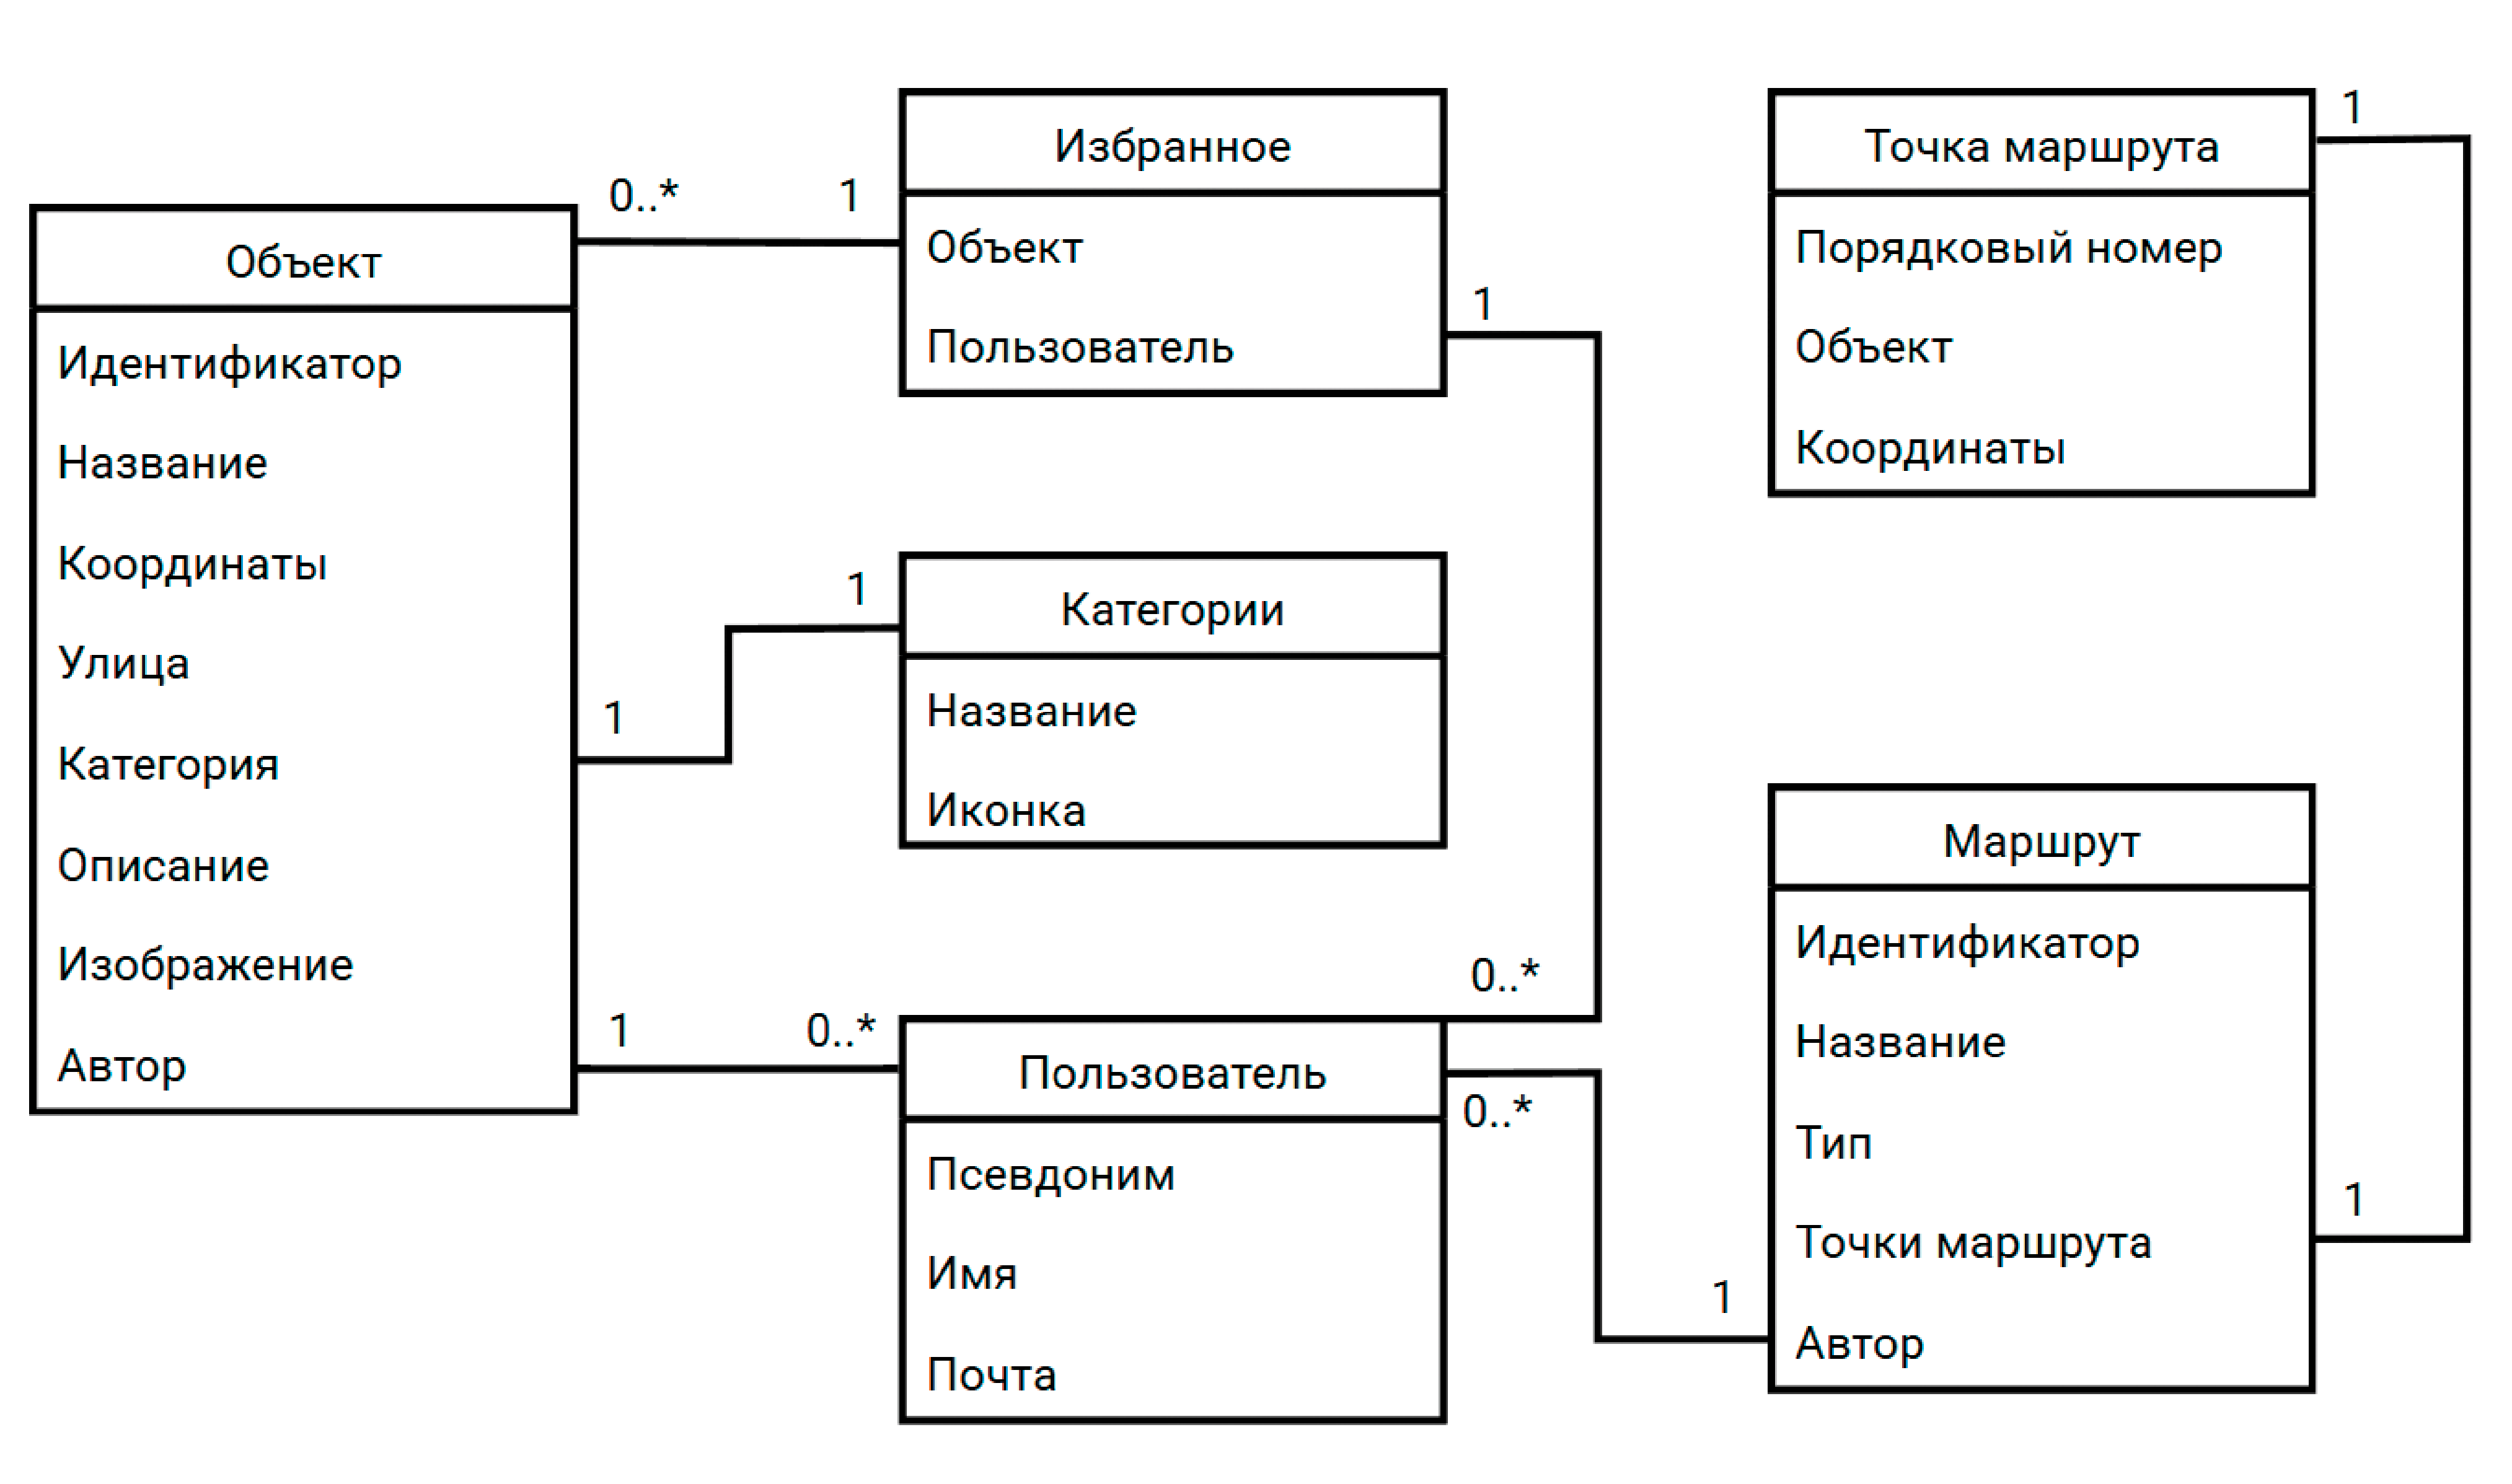 Объект
Идентификатор
Название
Координаты
Улица
Категория
Описание
Изображение
Автор
0..*
1
Избранное
Объект
Пользователь
1
1
1
Категории
Название
Иконка
1
0..*
0..*
Пользователь
0..*
Псевдоним
Имя
Почта
1
Точка маршрута
Порядковый номер
Объект
Координаты
Маршрут
Идентификатор
Название
Тип
Точки маршрута
1
1
Автор